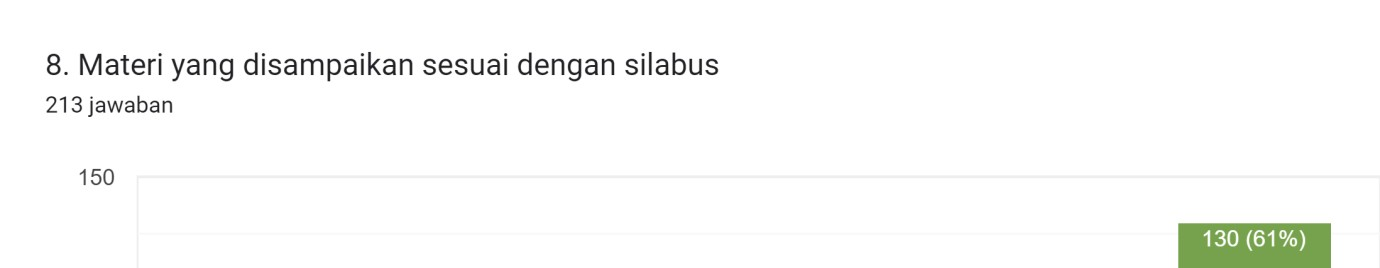 8. Materi yang disampaikan sesuai dengan silabus
213 jawaban
150
130 (61%)